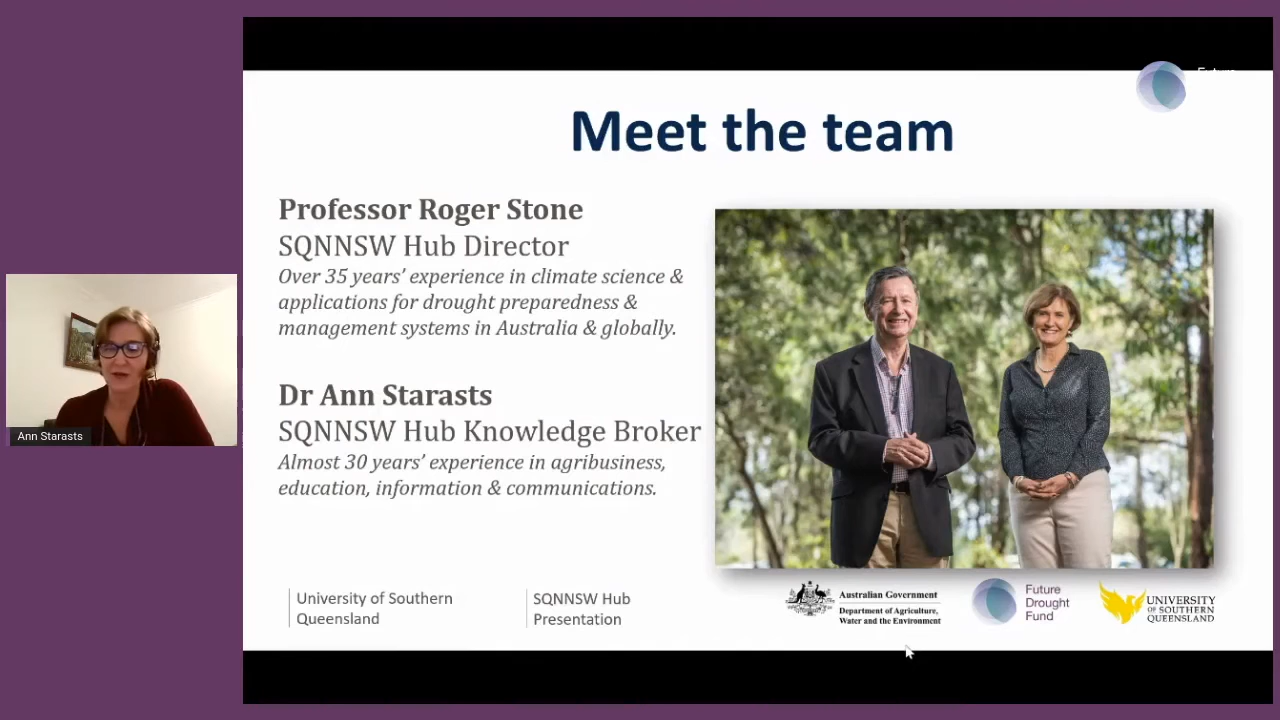 Future
Meet the team
Professor Roger Stone
SQNNSW Hub Director
Over 35 years’ experience in climate science &
applications for drought preparedness &
management systems in Australia & globally.
Dr Ann Starasts
SQNNSW Hub Knowledge Broker
Almost 30 years’ experience in agribusiness,
education, information & communications.
Ann Starasts
University of Southern
Queensland
SQNNSW Hub
Presentation
Australian Government
Department of Agriculture,
Water and the Environment
Future
Drought
Fund
UNIVERSITY
OF SOUTHERN
QUEENSLAND